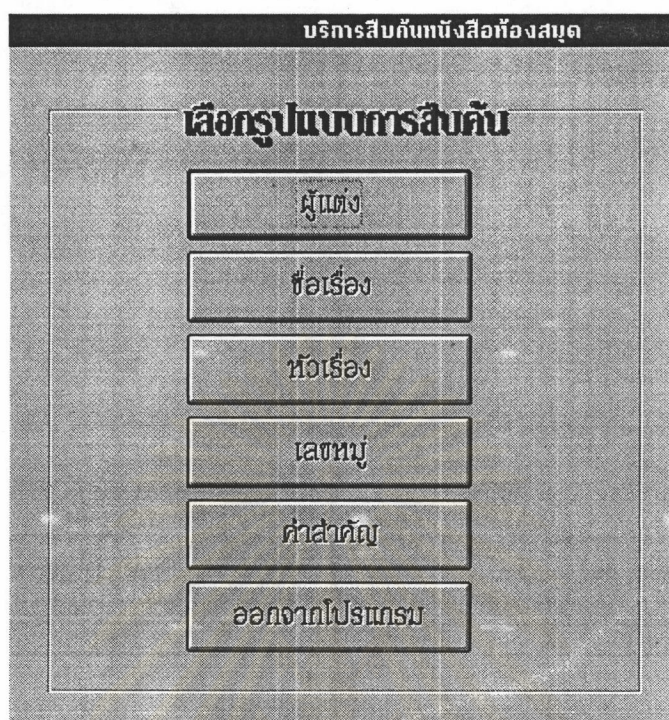 บริการสืบค้นหนังสือห้องสมุด
เลือกรูปแบบการสืบค้น
ผู้แต่ง
ชื่อเรื่อง
หัวเรื่อง
เลขหมู่
คำสำคัญ
ออกจากโปรแกรม